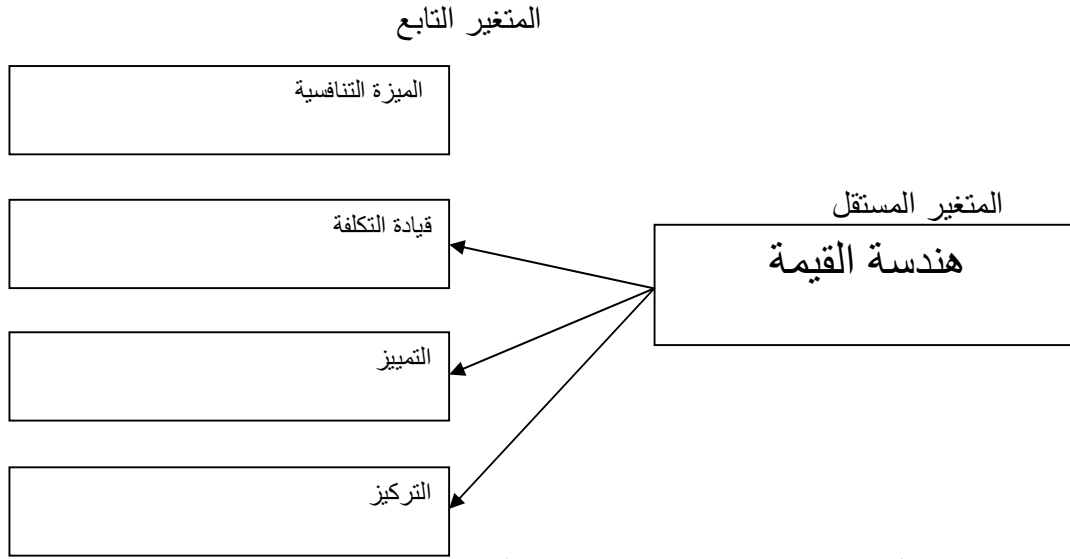 المتغير التابع
الميزة التنافسية
المتغير المستقل
هندسة القيمة
قيادة التكلفة
التمييز
التركيز